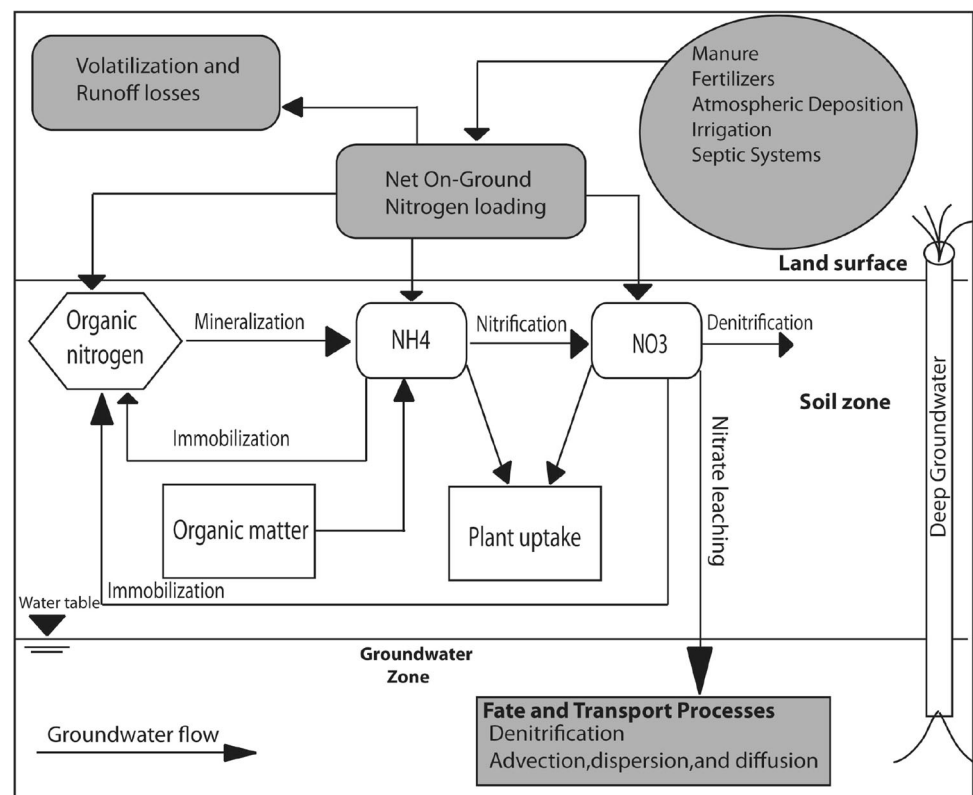 Volatilization and
Runoff losses
Manure
Fertilizers
Atmospheric Deposition
Irrigation
Septic Systems
Net On-Ground
Nitrogen loading
Land surface
Organic
nitrogen
Mineralization
NH4
Nitrification
NO3
Denitrification
Soil zone
Immobilization
Nitrate leaching
Deep Groundwater
Organic matter
Plant uptake
Immobilization
Water table
Groundwater
Zone
Fate and Transport Processes
Denitrification
Advection,dispersion,and diffusion
Groundwater flow